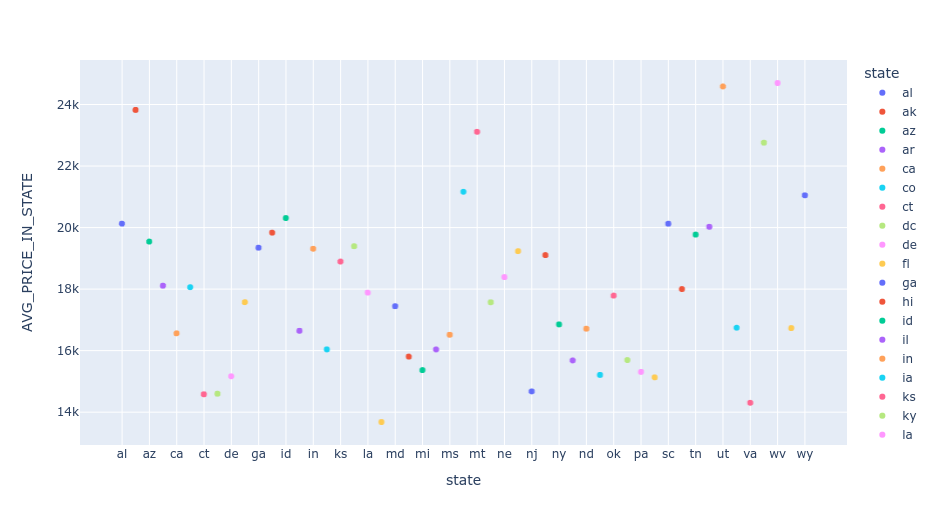 AVG_PRICE_IN_STATE
24k
22k
20k
18k
16k
14k
al az ca ct de ga id in ks la md mi ms mt ne nj ny nd ok pa sc tn ut va wv wy
state
state
al
ak
az
ar
ca
co
ct
dc
de
fl
ga
hi
id
il
in
ia
ks
ky
la